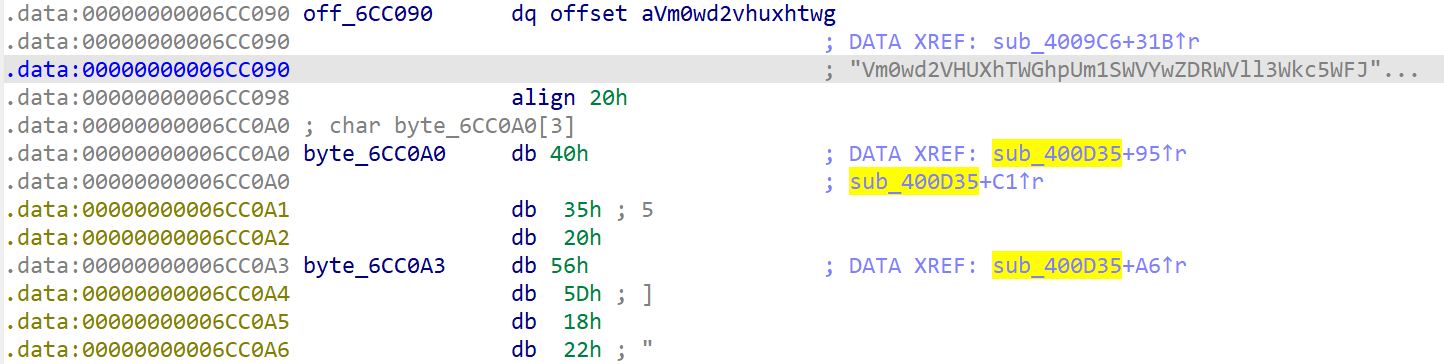 .data:00000000006CC090 off_6CC090 dq offset aVm0wd2vhuxhtwg
.data:00000000006CC090 ; DATA XREF: sub_4009C6+31B↑r
.data:00000000006CC090 ; "Vm0wd2VHUXhTWGhpUm1SWVYwZDRWVll3Wkc5WFJ"...
.data:00000000006CC098 align 20h
.data:00000000006CC0A0 ; char byte_6CC0A0[3]
.data:00000000006CC0A0 byte_6CC0A0 db 40h ; DATA XREF: sub_400D35+95↑r
.data:00000000006CC0A0 ; sub_400D35+C1↑r
.data:00000000006CC0A1 db 35h ; 5
.data:00000000006CC0A2 db 20h
.data:00000000006CC0A3 byte_6CC0A3 db 56h ; DATA XREF: sub_400D35+A6↑r
.data:00000000006CC0A4 db 5Dh ; ]
.data:00000000006CC0A5 db 18h
.data:00000000006CC0A6 db 22h ; "